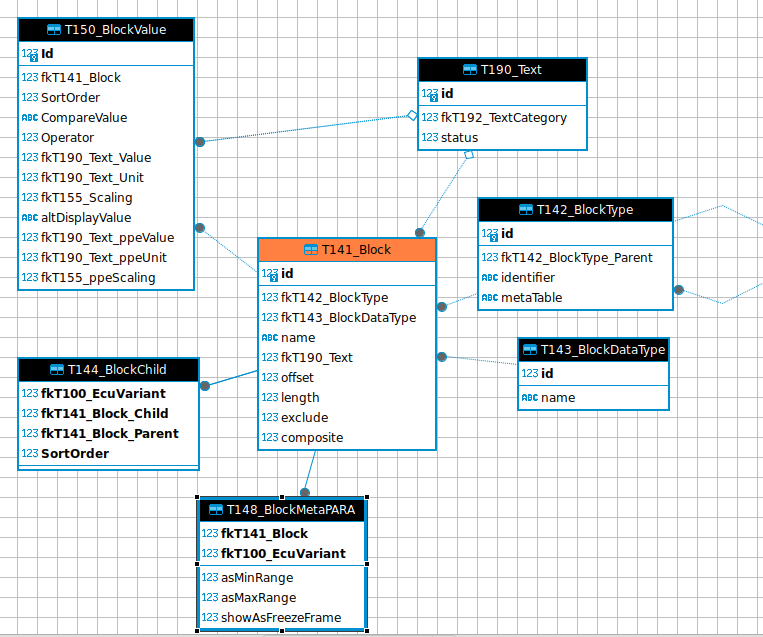 T150_BlockValue
123 Id
123 fkT141_Block
123 SortOrder
ABC CompareValue
123 Operator
123 fkT190_Text_Value
123 fkT190_Text_Unit
123 fkT155_Scaling
ABC altDisplayValue
123 fkT190_Text_ppeValue
123 fkT190_Text_ppeUnit
123 fkT155_ppeScaling
T190_Text
123 id
123 fkT192_TextCategory
123 status
T142_BlockType
123 id
123 fkT142_BlockType_Parent
ABC identifier
ABC metaTable
T141_Block
123 id
123 fkT142_BlockType
123 fkT143_BlockDataType
ABC name
123 fkT190_Text
123 offset
123 length
123 exclude
123 composite
T143_BlockDataType
123 id
ABC name
T144_BlockChild
123 fkT100_EcuVariant
123 fkT141_Block_Child
123 fkT141_Block_Parent
123 SortOrder
T148_BlockMetaPARA
123 fkT141_Block
123 fkT100_EcuVariant
123 asMinRange
123 asMaxRange
123 showAsFreezeFrame